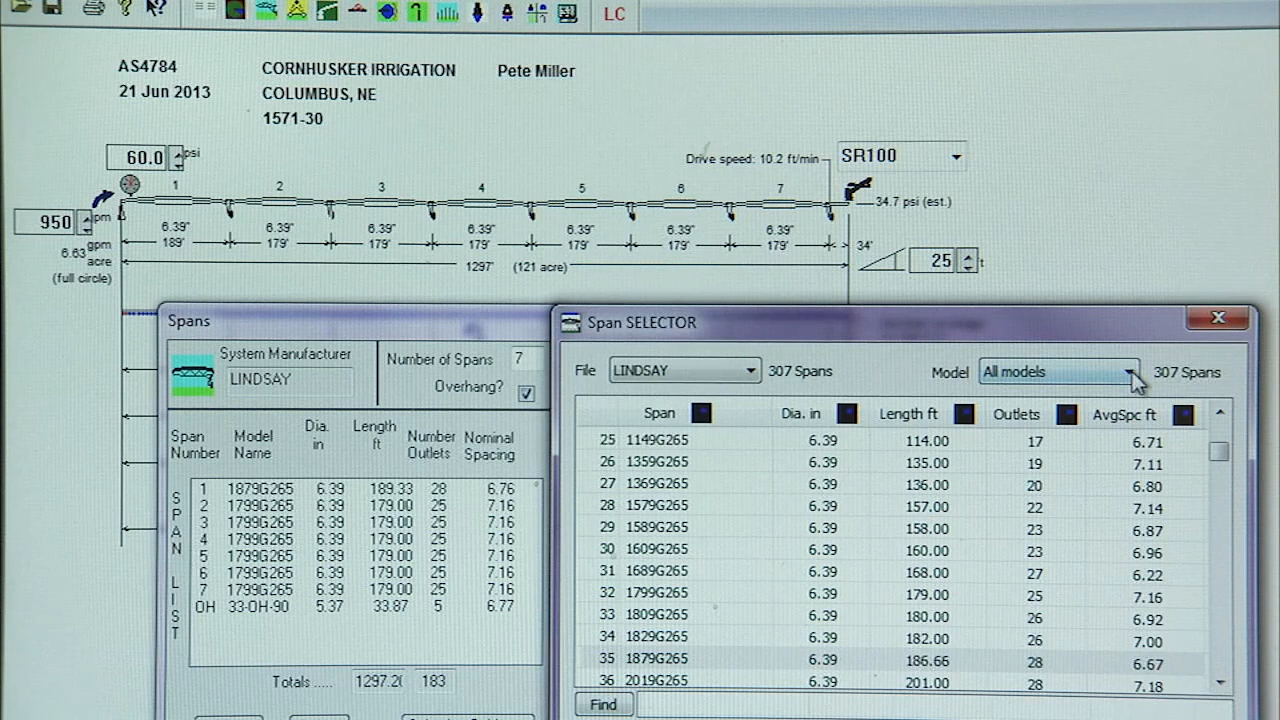 LC
AS4784 CORNHUSKER IRRIGATION Pete Miller
21 Jun 2013 COLUMBUS, NE
1571-30
60.0 psi Drive speed: 10.2 ft/min SR100
1 2 3 4 5 6 7
34.7 psi (est.)
950 pm
6.39" 6.39" 6.39" 6.39" 6.39" 6.39" 6.39"
189' 179' 179' 179' 179' 179' 179' 34'
6.63 gpm
acre
(full circle)
1297' (121 acre)
25 t
Spans
System Manufacturer
LINDSAY
Number of Spans 7
Overhang?
Span Number Model Name Dia. in Length ft Number Outlets Nominal Spacing
SPAN LIST
1 1879G265 6.39 189.33 28 6.76
2 1799G265 6.39 179.00 25 7.16
3 1799G265 6.39 179.00 25 7.16
4 1799G265 6.39 179.00 25 7.16
5 1799G265 6.39 179.00 25 7.16
6 1799G265 6.39 179.00 25 7.16
7 1799G265 6.39 179.00 25 7.16
OH 33-OH-90 5.37 33.87 5 6.77
Totals ..... 1297.20 183
Span SELECTOR
File LINDSAY 307 Spans Model All models 307 Spans
Span Dia. in Length ft Outlets AvgSpc ft
25 1149G265 6.39 114.00 17 6.71
26 1359G265 6.39 135.00 19 7.11
27 1369G265 6.39 136.00 20 6.80
28 1579G265 6.39 157.00 22 7.14
29 1589G265 6.39 158.00 23 6.87
30 1609G265 6.39 160.00 23 6.96
31 1689G265 6.39 168.00 27 6.22
32 1799G265 6.39 179.00 25 7.16
33 1809G265 6.39 180.00 26 6.92
34 1829G265 6.39 182.00 26 7.00
35 1879G265 6.39 186.66 28 6.67
36 2019G265 6.39 201.00 28 7.18
Find